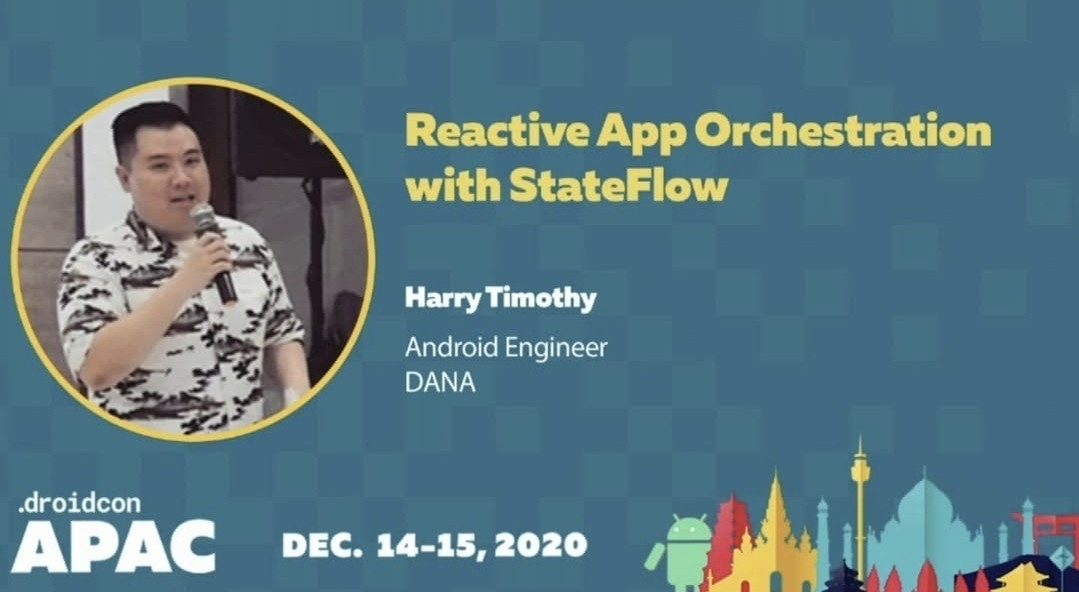 Reactive App Orchestration
with StateFlow
Harry Timothy
Android Engineer
DANA
.droidcon
APAC
DEC. 14-15, 2020